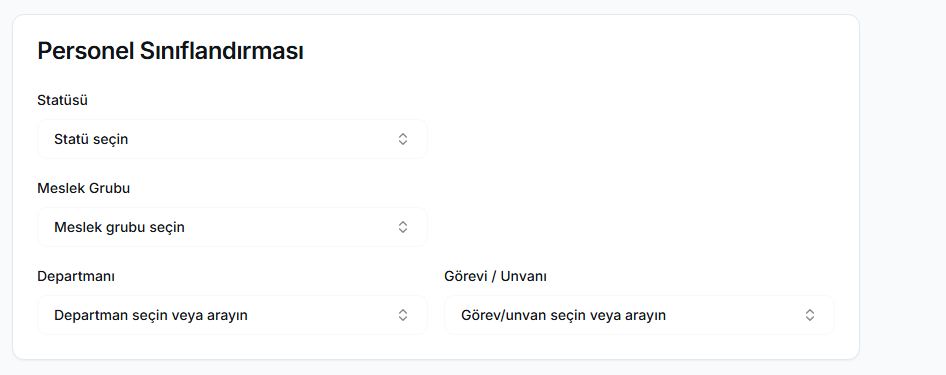 Personel Sınıflandırması
Statüsü
Statü seçin
Meslek Grubu
Meslek grubu seçin
Departmanı
Görevi / Unvanı
Departman seçin veya arayın
Görev/unvan seçin veya arayın